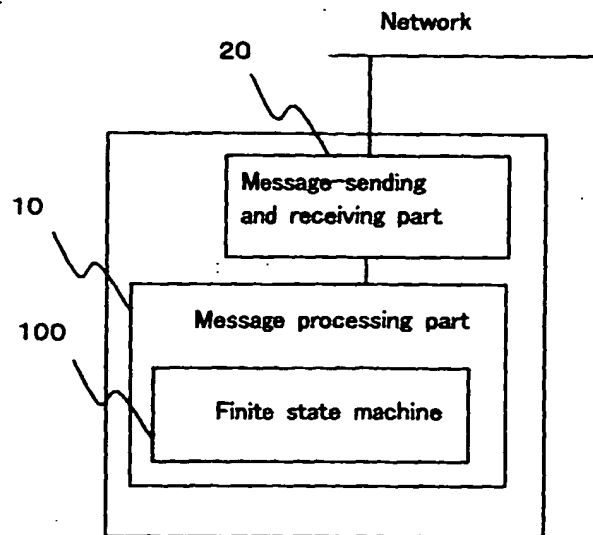 Network
20
Message sending
and receiving part
10
Message processing part
100
Finite state machine